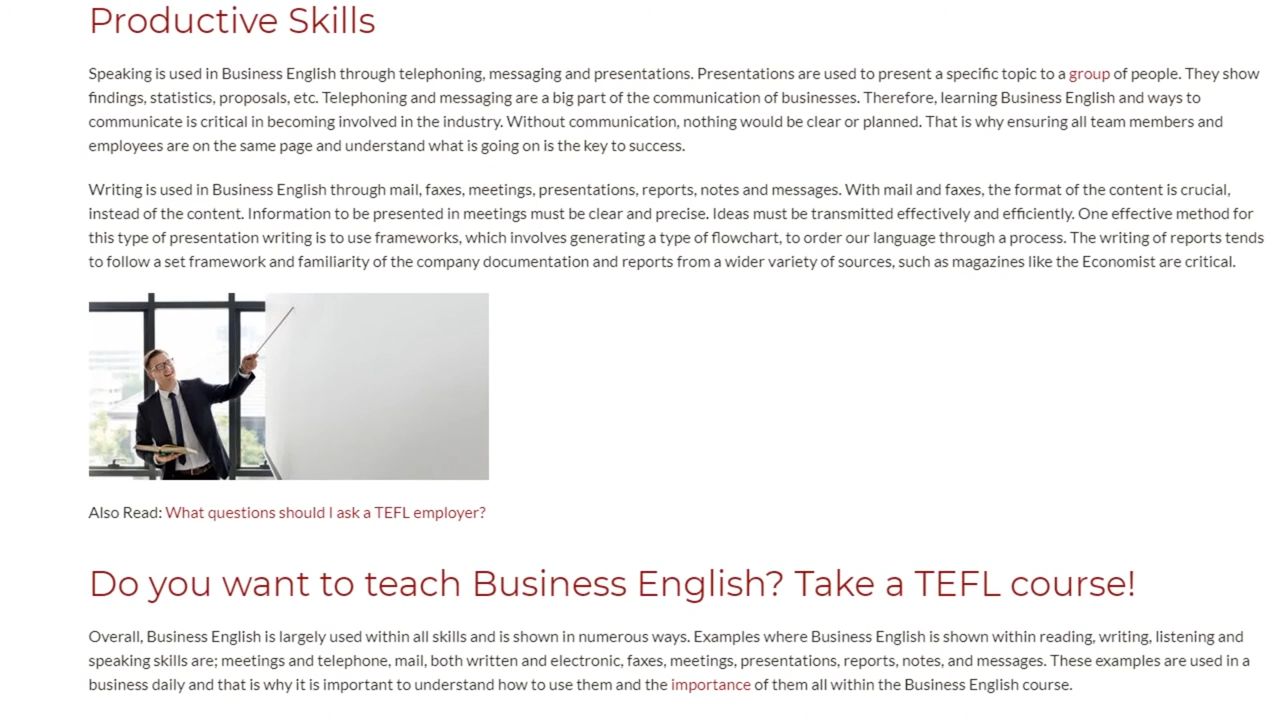 Productive Skills
Speaking is used in Business English through telephoning, messaging and presentations. Presentations are used to present a specific topic to a group of people. They show
findings, statistics, proposals, etc. Telephoning and messaging are a big part of the communication of businesses. Therefore, learning Business English and ways to
communicate is critical in becoming involved in the industry. Without communication, nothing would be clear or planned. That is why ensuring all team members and
employees are on the same page and understand what is going on is the key to success.
Writing is used in Business English through mail, faxes, meetings, presentations, reports, notes and messages. With mail and faxes, the format of the content is crucial,
instead of the content. Information to be presented in meetings must be clear and precise. Ideas must be transmitted effectively and efficiently. One effective method for
this type of presentation writing is to use frameworks, which involves generating a type of flowchart, to order our language through a process. The writing of reports tends
to follow a set framework and familiarity of the company documentation and reports from a wider variety of sources, such as magazines like the Economist are critical.
Also Read: What questions should I ask a TEFL employer?
Do you want to teach Business English? Take a TEFL course!
Overall, Business English is largely used within all skills and is shown in numerous ways. Examples where Business English is shown within reading, writing, listening and
speaking skills are; meetings and telephone, mail, both written and electronic, faxes, meetings, presentations, reports, notes, and messages. These examples are used in a
business daily and that is why it is important to understand how to use them and the importance of them all within the Business English course.